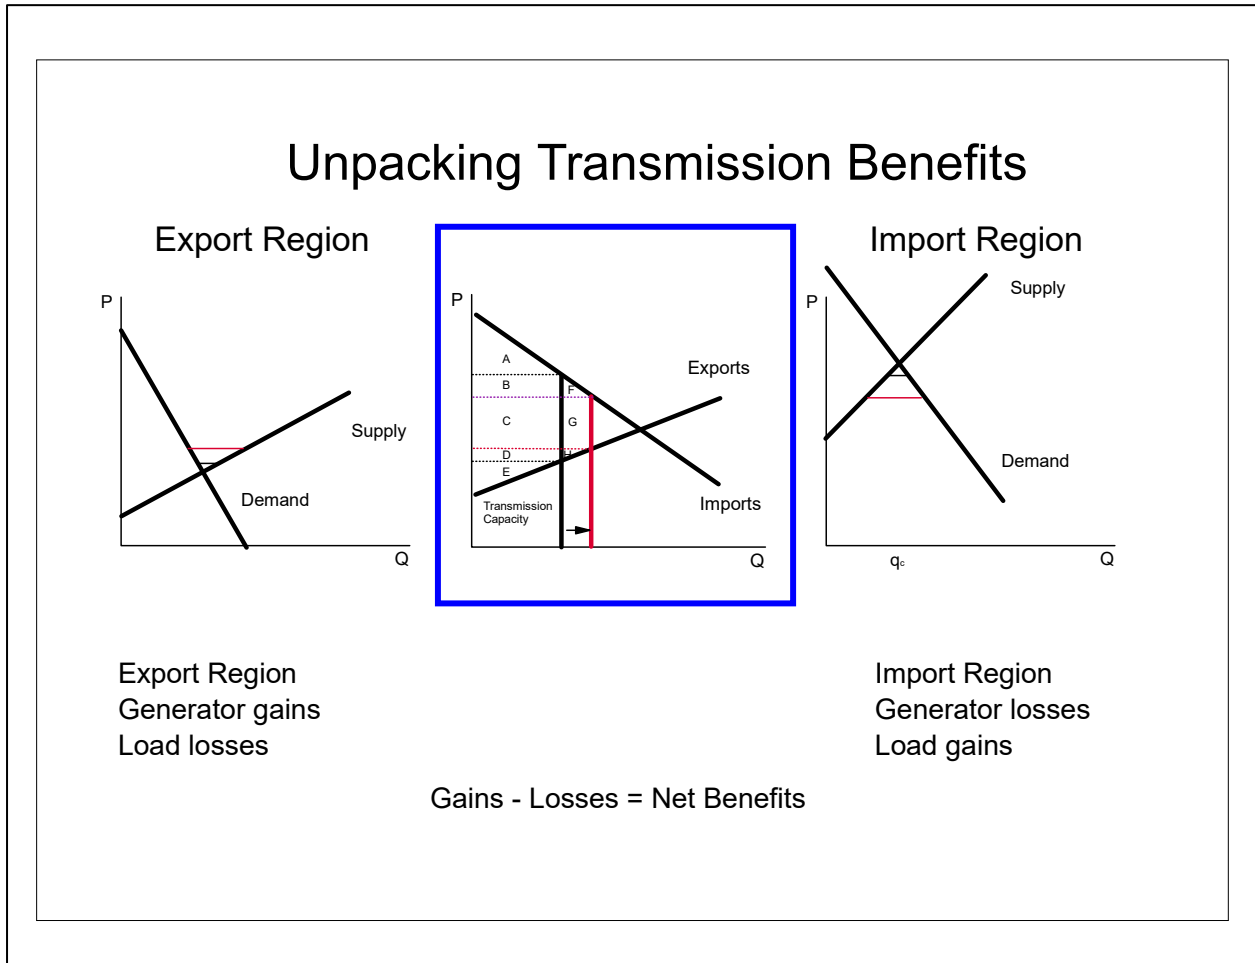 Unpacking Transmission Benefits
Export Region
P
Supply
Demand
Q
P
A
B
F
C
G
D
H
E
Exports
Imports
Transmission
Capacity
Q
Import Region
P
Supply
Demand
qc
Q
Export Region
Generator gains
Load losses
Import Region
Generator losses
Load gains
Gains - Losses = Net Benefits